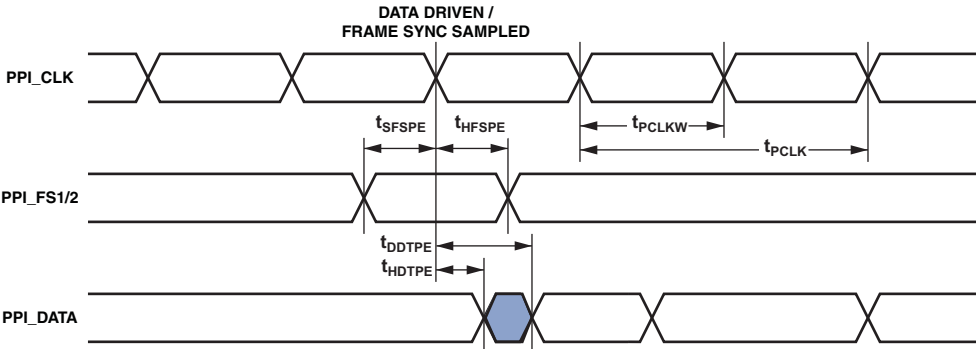 DATA DRIVEN /
FRAME SYNC SAMPLED
PPI_CLK
tSFSPE
tHFSPE
tPCLKW
tPCLK
PPI_FS1/2
tDDTPE
tHDTPE
PPI_DATA